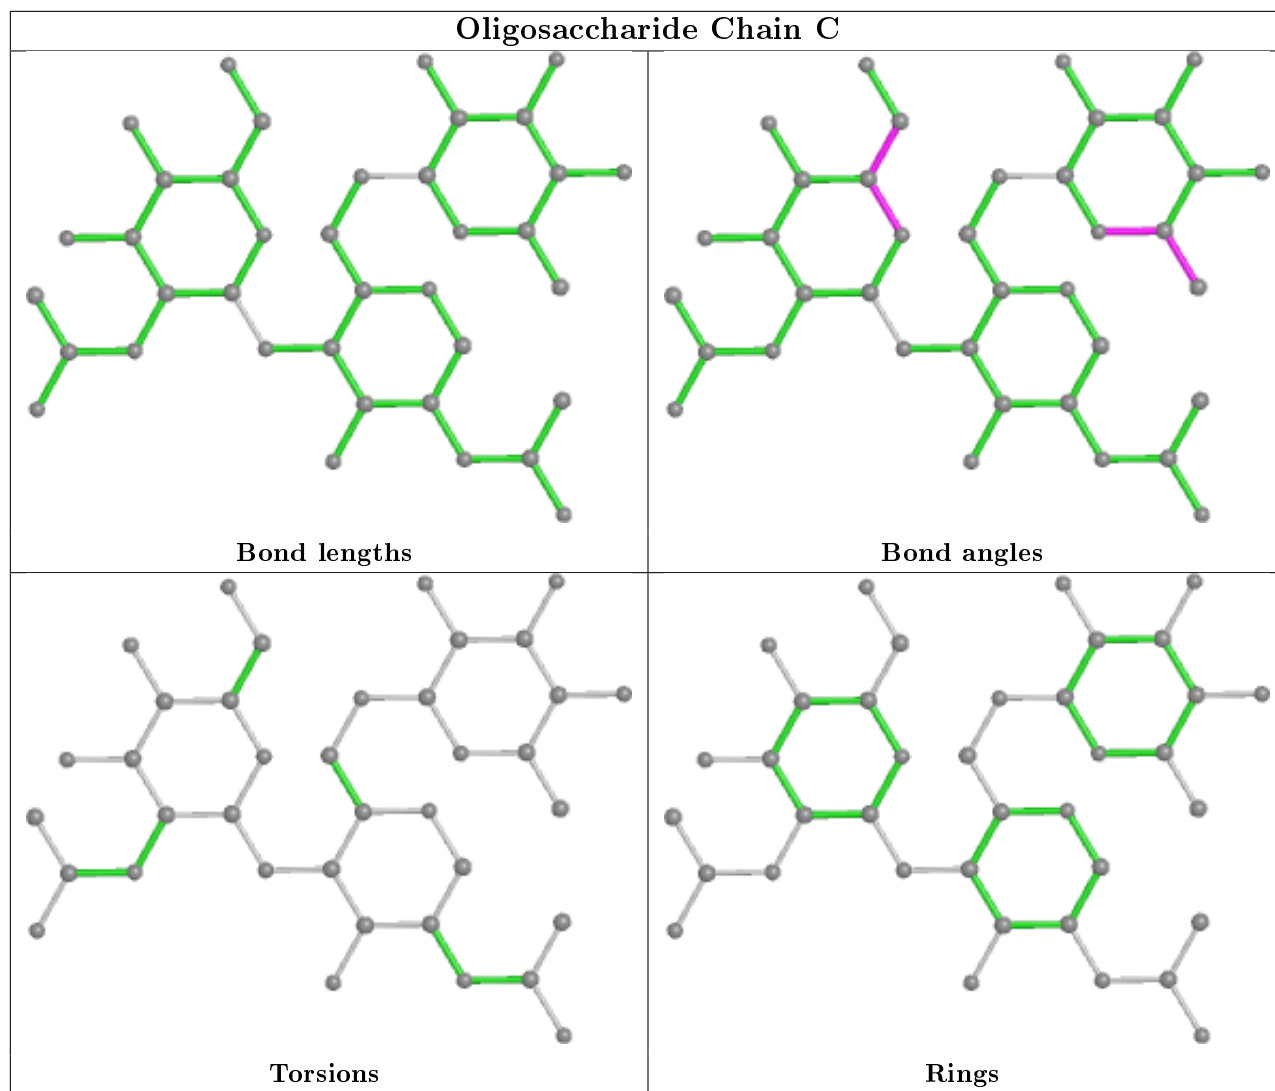 Oligosaccharide Chain C
Bond lengths
Bond angles
Torsions
Rings